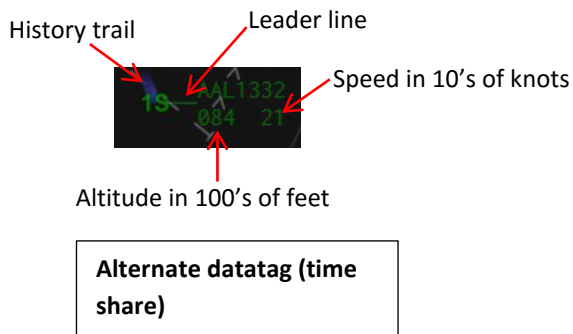 History trail
Leader line
Speed in 10's of knots
AAL1332
1S
084 21
Altitude in 100's of feet
Alternate datatag (time
share)